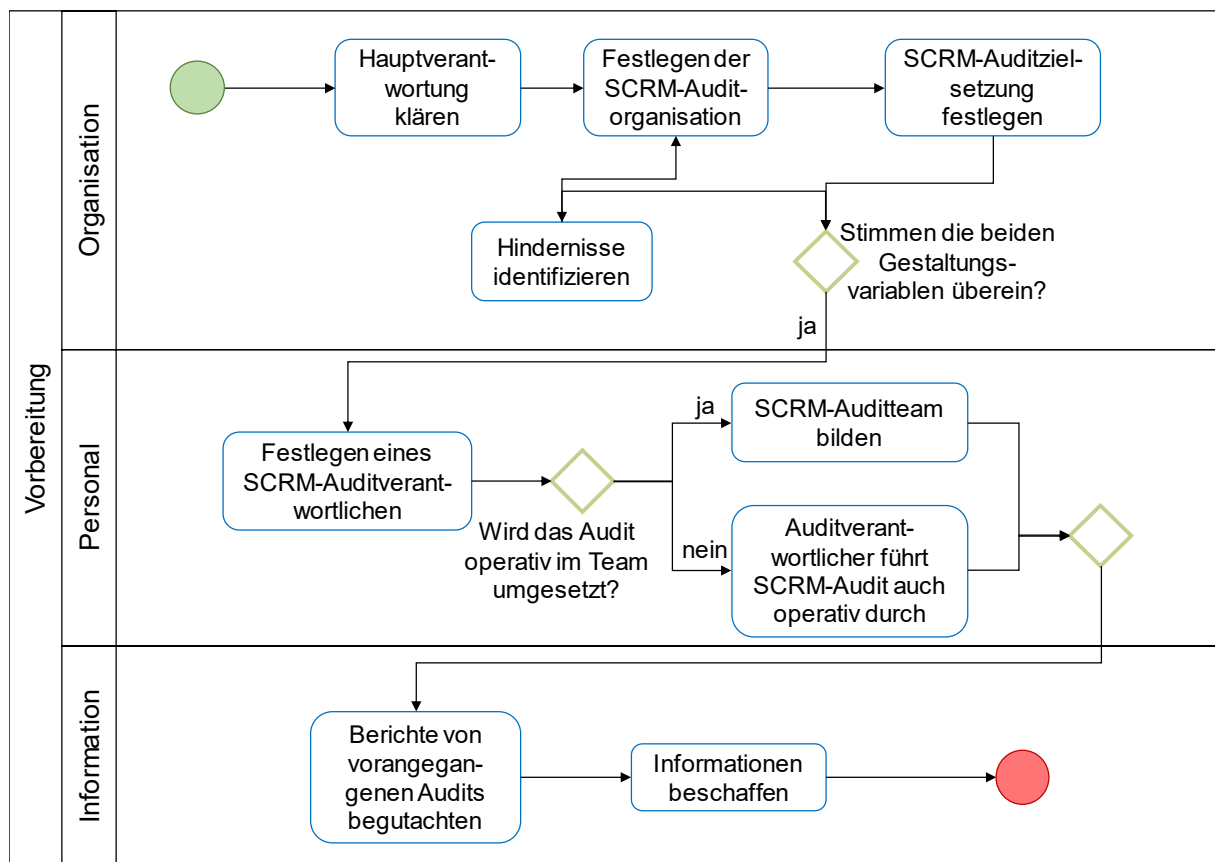 Vorbereitung
Organisation
Hauptverant-
wortung
klären
Festlegen der
SCRM-Audit-
organisation
SCRM-Auditziel-
setzung
festlegen
Hindernisse
identifizieren
Stimmen die beiden
Gestaltungs-
variablen überein?
ja
Personal
Festlegen eines
SCRM-Auditverant-
wortlichen
Wird das Audit
operativ im Team
umgesetzt?
ja
SCRM-Auditteam
bilden
nein
Auditverant-
wortlicher führt
SCRM-Audit auch
operativ durch
Information
Berichte von
vorangegan-
genen Audits
begutachten
Informationen
beschaffen